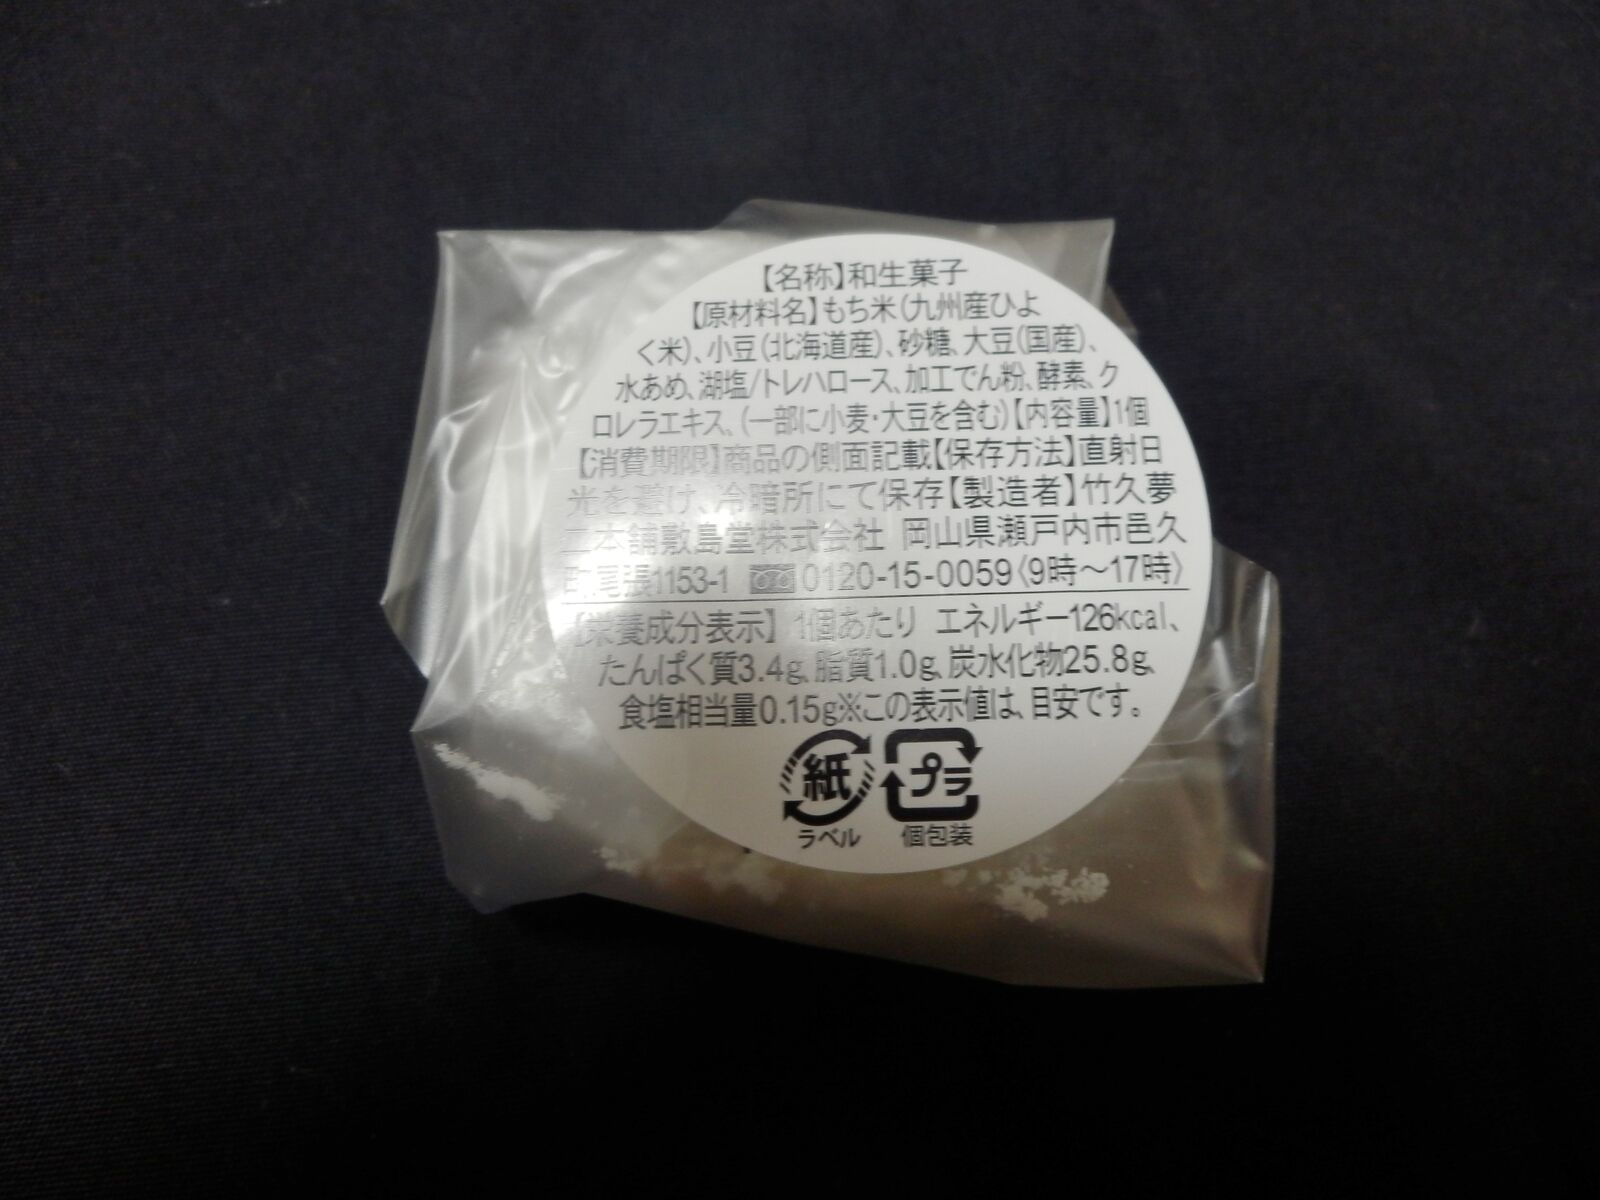 【名称】和生菓子
【原材料名】もち米(九州産ひよ
く米)、小豆(北海道産)、砂糖、大豆(国産)、
水あめ、湖塩/トレハロース、加工でん粉、酵素、ク
ロレラエキス、(一部に小麦・大豆を含む)【内容量】1個
【消費期限】商品の側面記載【保存方法】直射日
光を避け、冷暗所にて保存【製造者】竹久夢
二本舗敷島堂株式会社 岡山県瀬戸内市邑久
町尾張1153-1 0120-15-0059〈9時〜17時〉
【栄養成分表示】 1個あたり エネルギー126kcal、
たんぱく質3.4g、脂質1.0g、炭水化物25.8g、
食塩相当量0.15g※この表示値は、目安です。
紙 プラ
ラベル 個包装